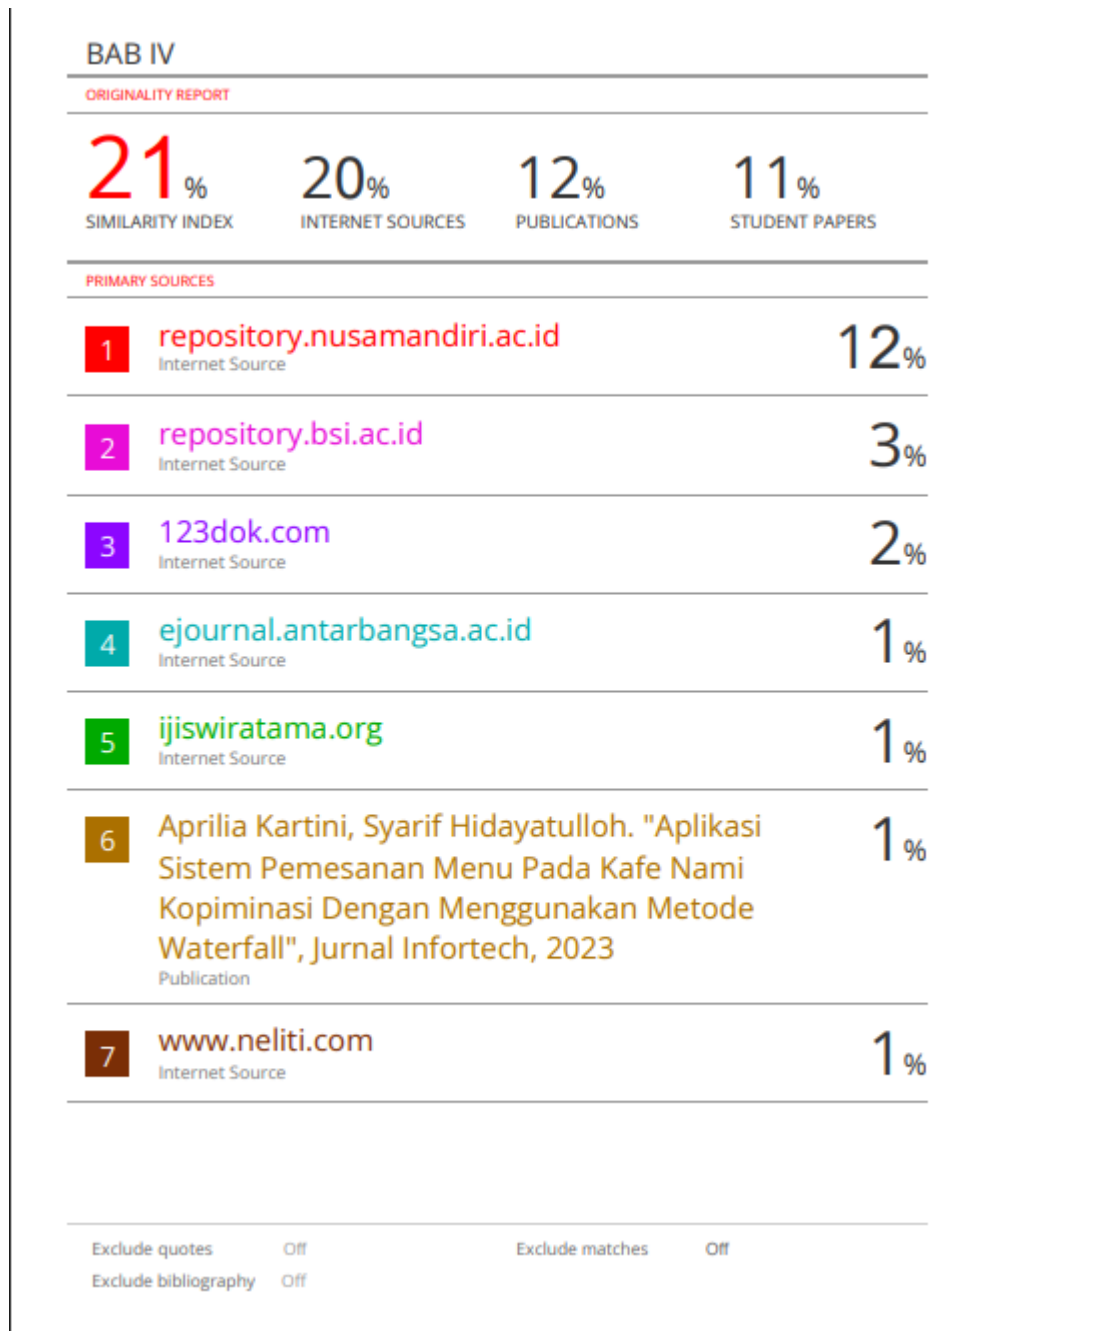 BAB IV
ORIGINALITY REPORT
21% 20% 12% 11%
SIMILARITY INDEX INTERNET SOURCES PUBLICATIONS STUDENT PAPERS
PRIMARY SOURCES
1 repository.nusamandiri.ac.id 12%
Internet Source
2 repository.bsi.ac.id 3%
Internet Source
3 123dok.com 2%
Internet Source
4 ejournal.antarbangsa.ac.id 1%
Internet Source
5 ijiswiratama.org 1%
Internet Source
6 Aprilia Kartini, Syarif Hidayatulloh. "Aplikasi 1%
Sistem Pemesanan Menu Pada Kafe Nami
Kopiminasi Dengan Menggunakan Metode
Waterfall", Jurnal Infortech, 2023
Publication
7 www.neliti.com 1%
Internet Source
Exclude quotes Off Exclude matches Off
Exclude bibliography Off